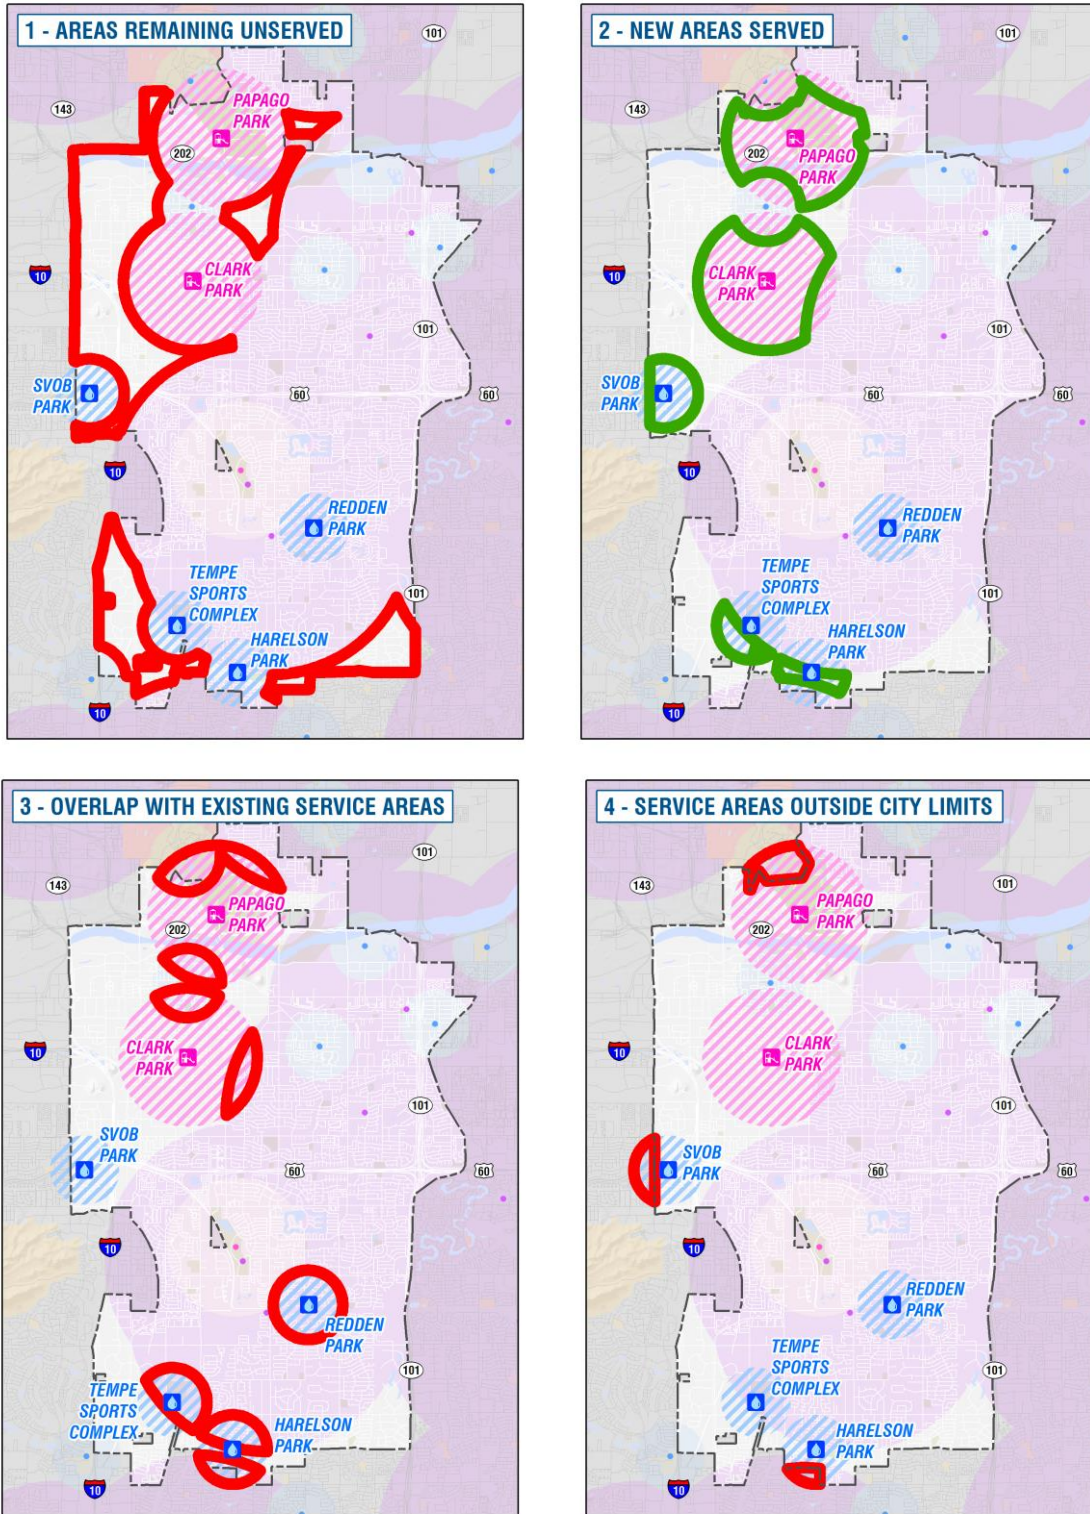 1 - AREAS REMAINING UNSERVED
101
143
PAPAGO
PARK
202
CLARK
PARK
10
101
SVOB
PARK
60
60
10
REDDEN
PARK
TEMPE
SPORTS
COMPLEX
101
HARELSON
PARK
10
2 - NEW AREAS SERVED
101
143
202
PAPAGO
PARK
CLARK
PARK
10
101
SVOB
PARK
60
60
10
REDDEN
PARK
TEMPE
SPORTS
COMPLEX
101
HARELSON
PARK
10
3 - OVERLAP WITH EXISTING SERVICE AREAS
101
143
PAPAGO
PARK
202
CLARK
PARK
10
101
SVOB
PARK
60
60
10
REDDEN
PARK
101
TEMPE
SPORTS
COMPLEX
HARELSON
PARK
10
4 - SERVICE AREAS OUTSIDE CITY LIMITS
101
143
PAPAGO
PARK
202
CLARK
PARK
10
101
SVOB
PARK
60
60
10
REDDEN
PARK
TEMPE
SPORTS
COMPLEX
101
HARELSON
PARK
10